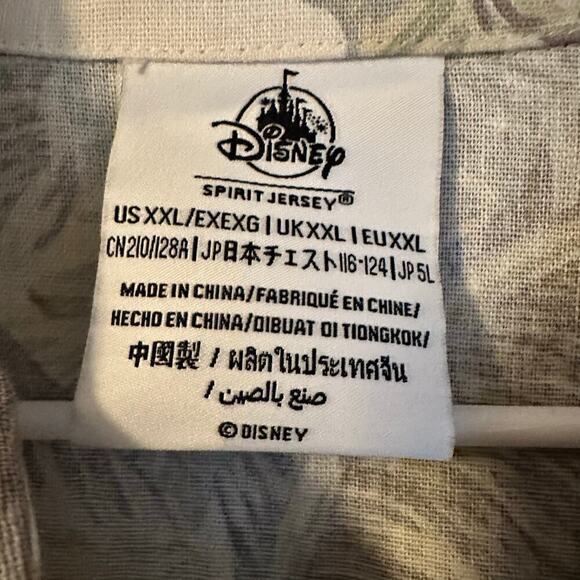 Disney
SPIRIT JERSEY®
US XXL/EXEXG | UK XXL | EU XXL
CN 210/128A | JP日本チェスト116-124 | JP 5L
MADE IN CHINA/FABRIQUÉ EN CHINE/
HECHO EN CHINA/DIBUAT DI TIONGKOK/
中國製 / ผลิตในประเทศจีน
/ صنع بالصين
©DISNEY